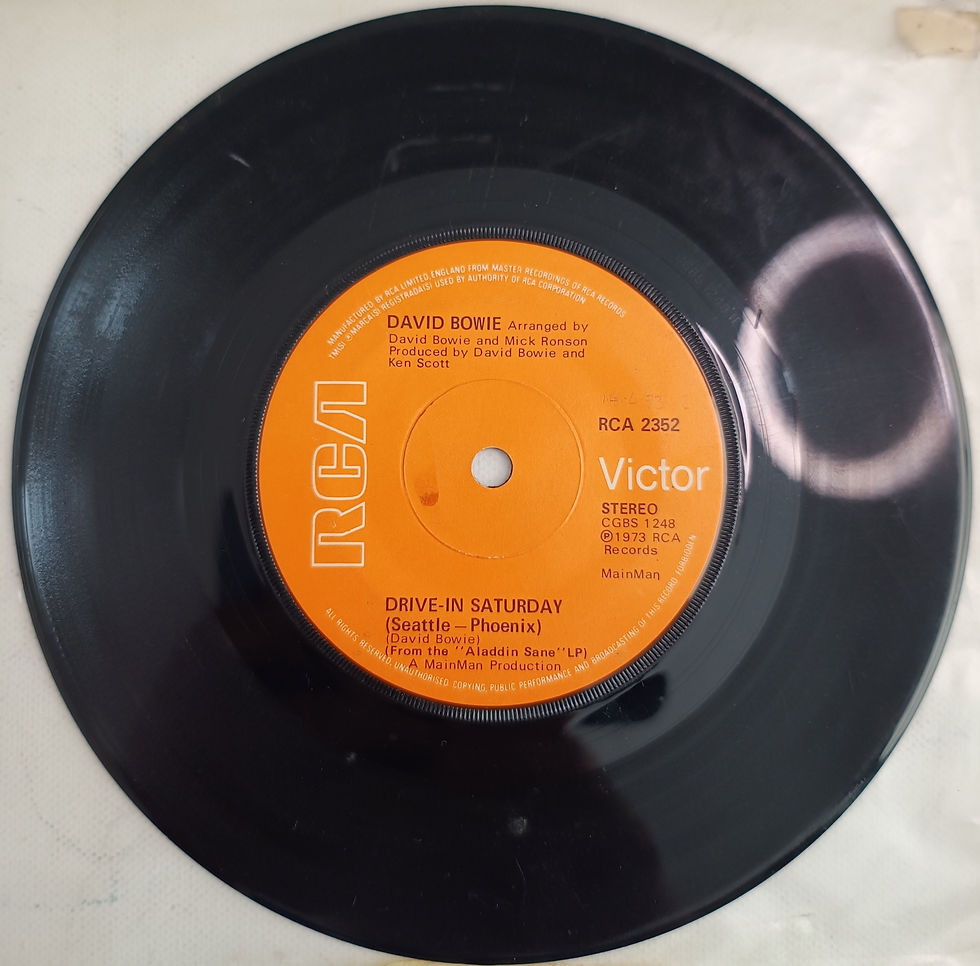 MANUFACTURED BY RCA LIMITED, ENGLAND FROM MASTER RECORDINGS OF RCA RECORDS
TM(S) ® MARCA(S) REGISTRADA(S) USED BY AUTHORITY OF RCA CORPORATION
DAVID BOWIE Arranged by
David Bowie and Mick Ronson
Produced by David Bowie and
Ken Scott
RCA
RCA 2352
Victor
STEREO
CGBS 1248
℗1973 RCA
Records
MainMan
DRIVE-IN SATURDAY
(Seattle – Phoenix)
(David Bowie)
(From the "Aladdin Sane" LP)
A MainMan Production
ALL RIGHTS RESERVED, UNAUTHORISED COPYING, PUBLIC PERFORMANCE AND BROADCASTING OF THIS RECORD FORBIDDEN